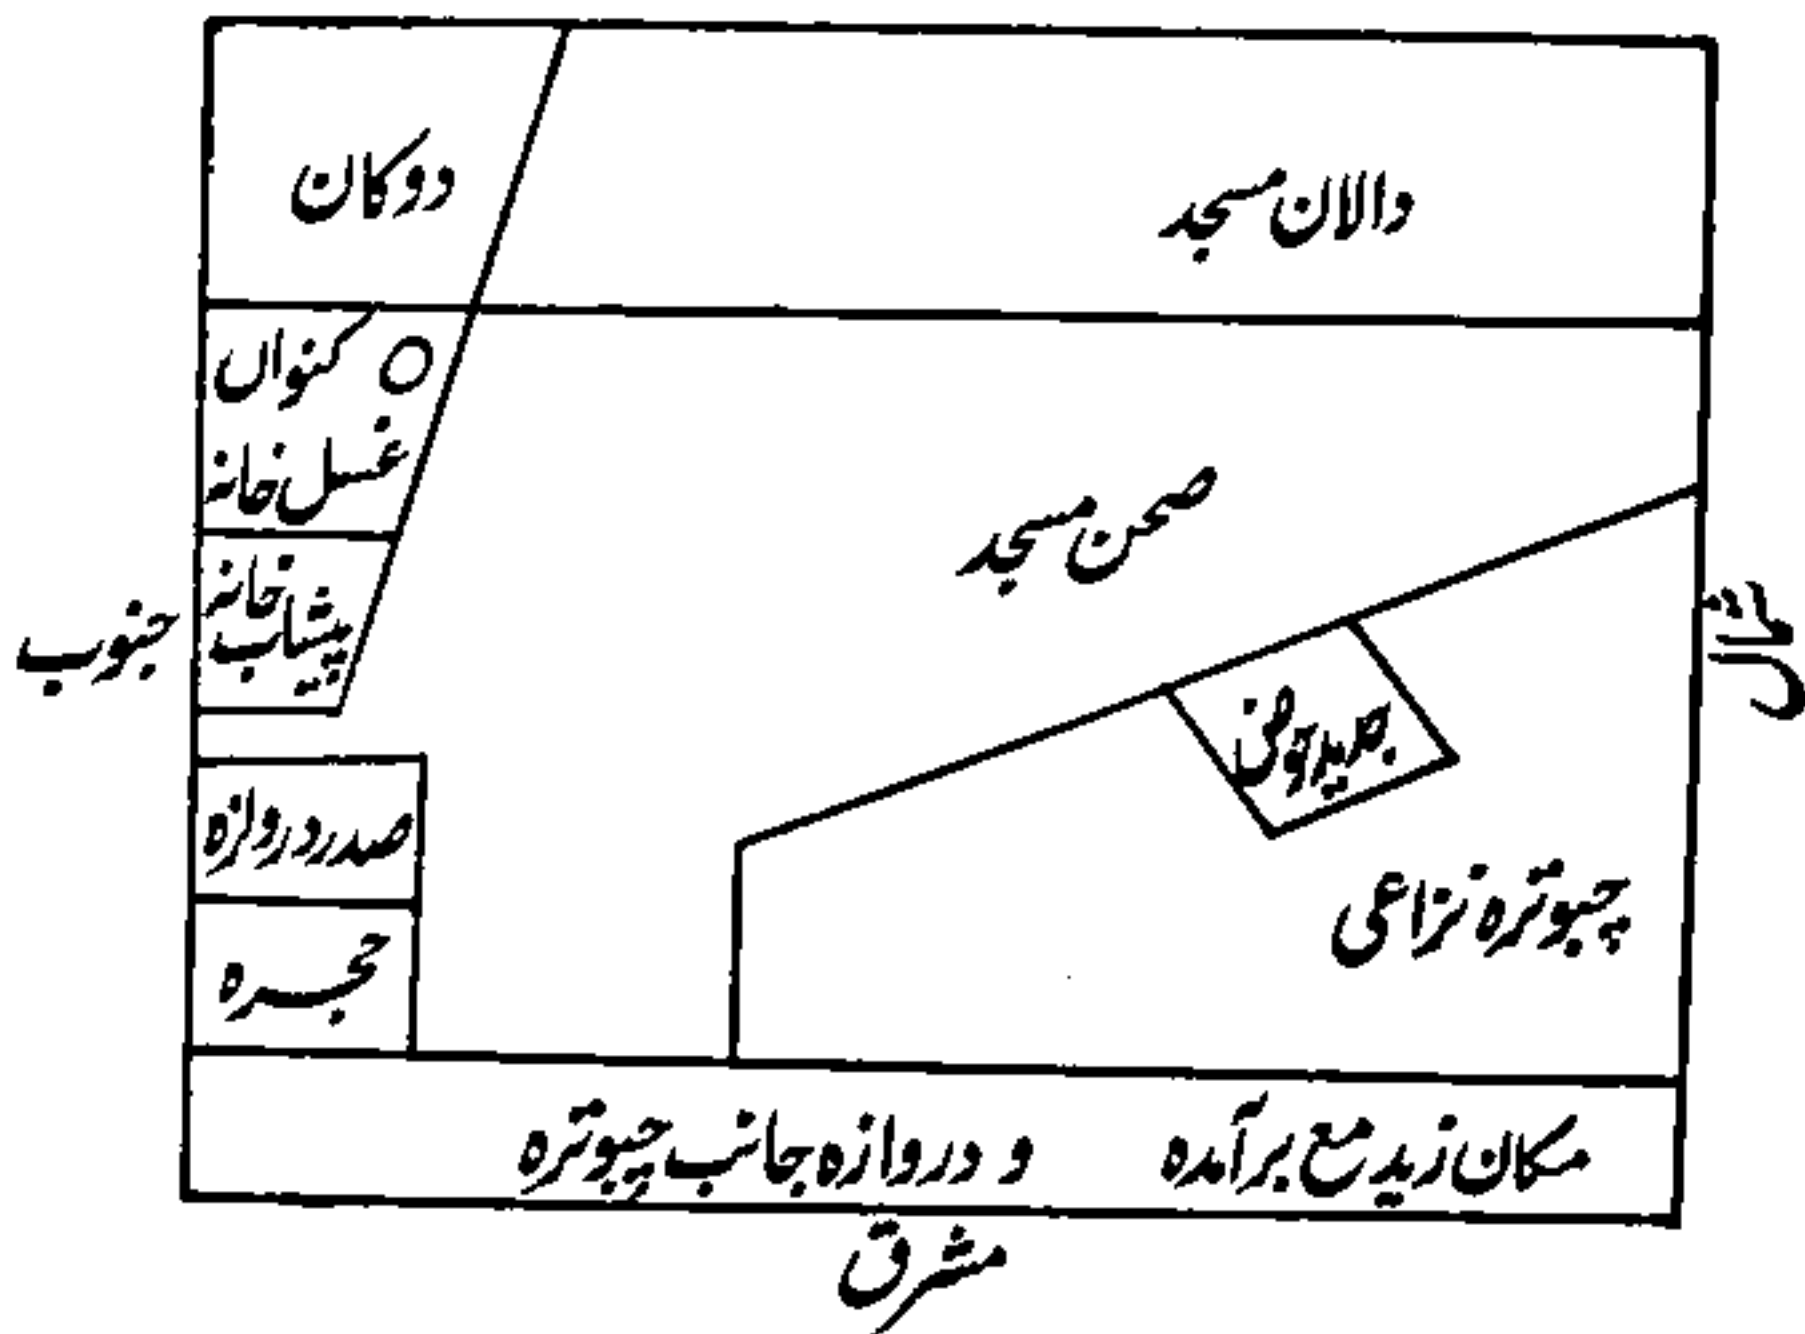 دوکان
دالان مسجد
کنواں
غسل خانہ
صحن مسجد
پیشاب خانہ
جنوب
شمال
جدید حوض
صدر دروازہ
چبوترہ نزاعی
حجرہ
مکان زید مع برآمدہ و دروازہ جانب چبوترہ
مشرق